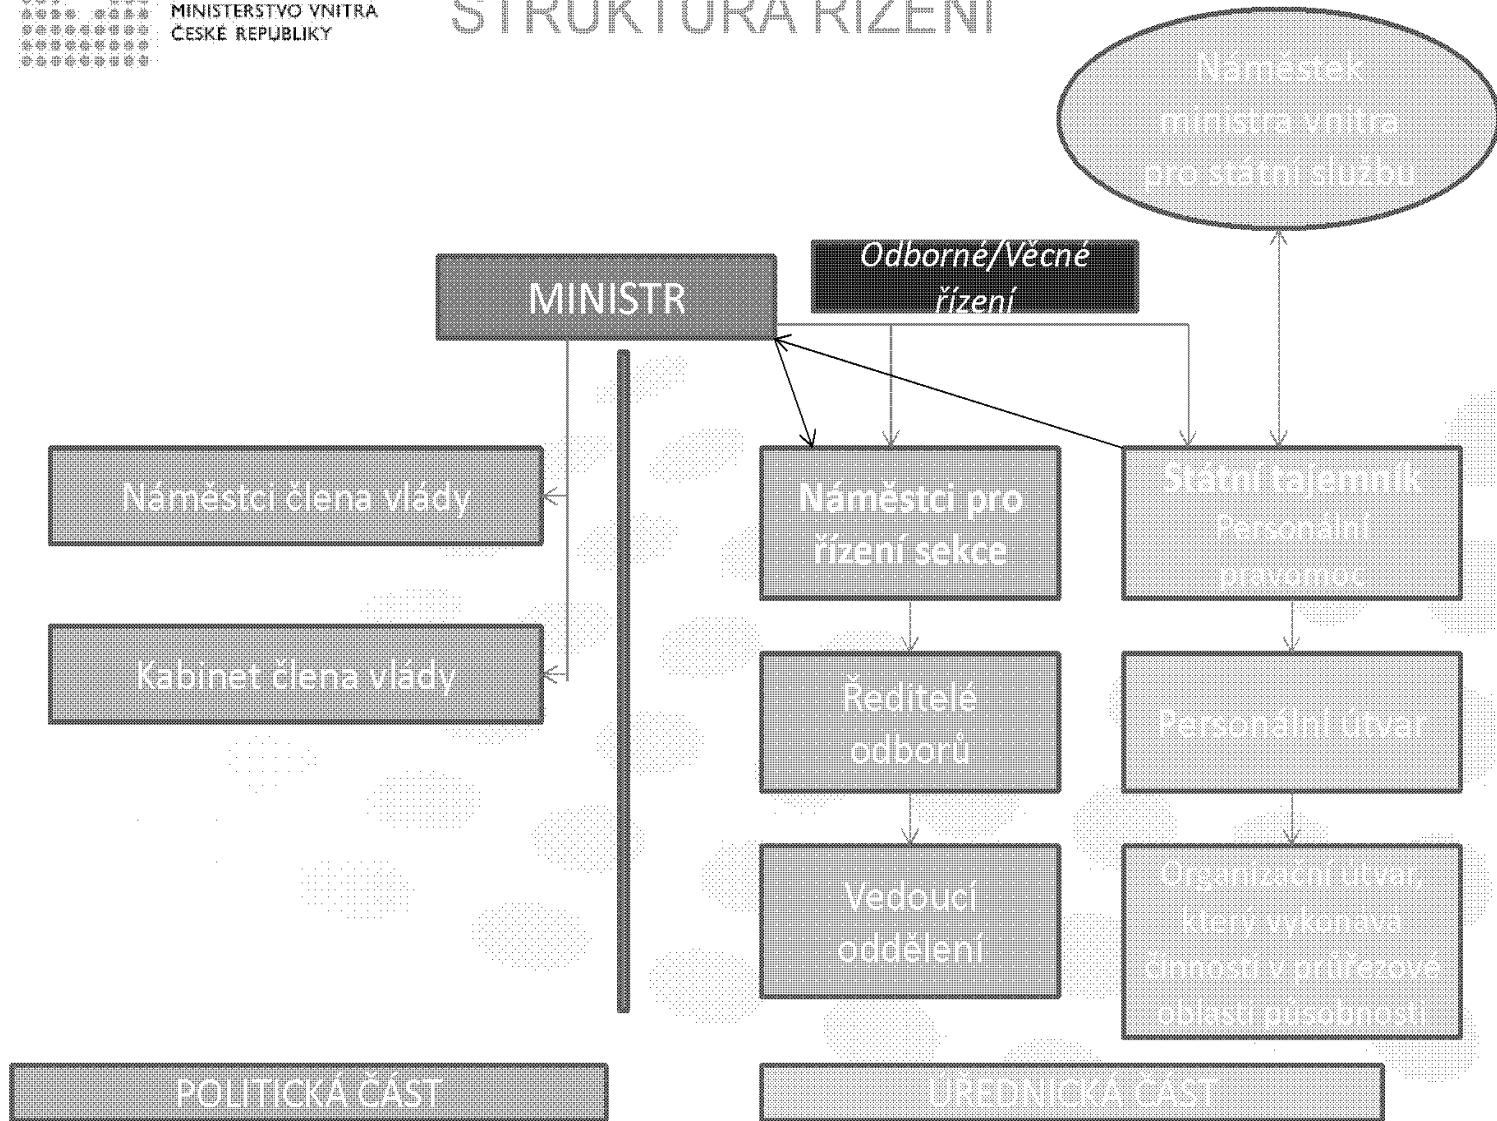 MINISTERSTVO VNITRA
ČESKÉ REPUBLIKY
STRUKTURA ŘÍZENÍ
Náměstek
ministra vnitra
pro státní službu
Odborné/Věcné
řízení
MINISTR
Náměstci člena vlády
Náměstci pro
řízení sekce
Státní tajemník
Personální
pravomoc
Kabinet člena vlády
Ředitelé
odborů
Personální útvar
Vedoucí
oddělení
Organizační útvar,
který vykonává
činnosti v průřezové
oblasti působnosti
POLITICKÁ ČÁST
ÚŘEDNICKÁ ČÁST